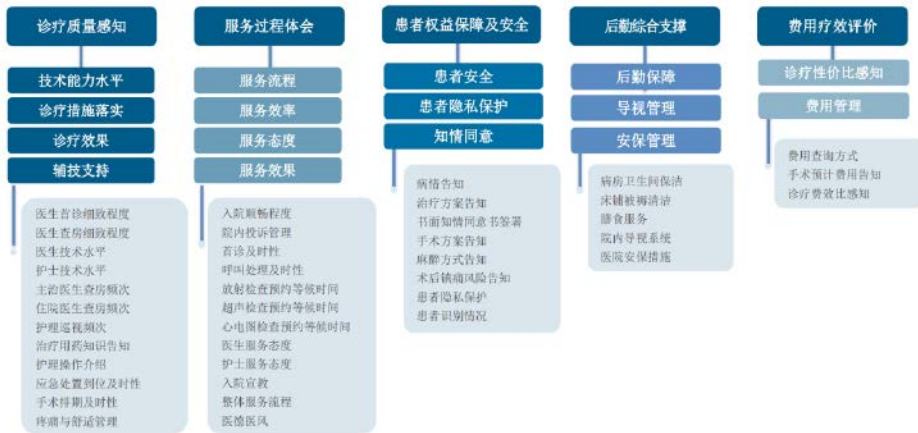 诊疗质量感知
技术能力水平
诊疗措施落实
诊疗效果
辅技支持
医生首诊细致程度
医生查房细致程度
医生技术水平
护士技术水平
主治医生查房频次
住院医生查房频次
护理巡视频次
治疗用药知识告知
护理操作介绍
应急处置到位及时性
手术排期及时性
疼痛与舒适管理
服务过程体会
服务流程
服务效率
服务态度
服务效果
入院顺畅程度
院内投诉管理
首诊及时性
呼叫处理及时性
放射检查预约等候时间
超声检查预约等候时间
心电图检查预约等候时间
医生服务态度
护士服务态度
入院宣教
整体服务流程
医德医风
患者权益保障及安全
患者安全
患者隐私保护
知情同意
病情告知
治疗方案告知
书面知情同意书签署
手术方案告知
麻醉方式告知
术后镇痛风险告知
患者隐私保护
患者识别情况
后勤综合支撑
后勤保障
导视管理
安保管理
病房卫生间保洁
床铺被褥清洁
膳食服务
院内导视系统
医院安保措施
费用疗效评价
诊疗性价比感知
费用管理
费用查询方式
手术预计费用告知
诊疗费效比感知